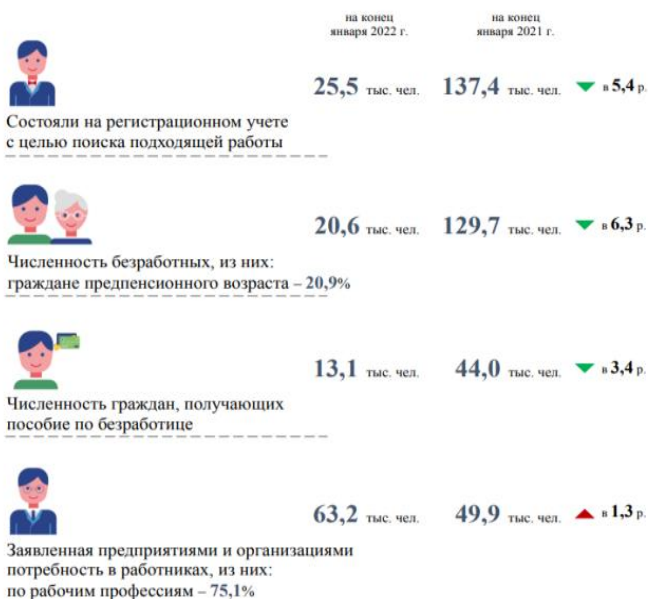 на конец
января 2022 г.
на конец
января 2021 г.
25,5 тыс. чел. 137,4 тыс. чел. в 5,4 р.
Состояли на регистрационном учете
с целью поиска подходящей работы
20,6 тыс. чел. 129,7 тыс. чел. в 6,3 р.
Численность безработных, из них:
граждане предпенсионного возраста – 20,9%
13,1 тыс. чел. 44,0 тыс. чел. в 3,4 р.
Численность граждан, получающих
пособие по безработице
63,2 тыс. чел. 49,9 тыс. чел. в 1,3 р.
Заявленная предприятиями и организациями
потребность в работниках, из них:
по рабочим профессиям – 75,1%